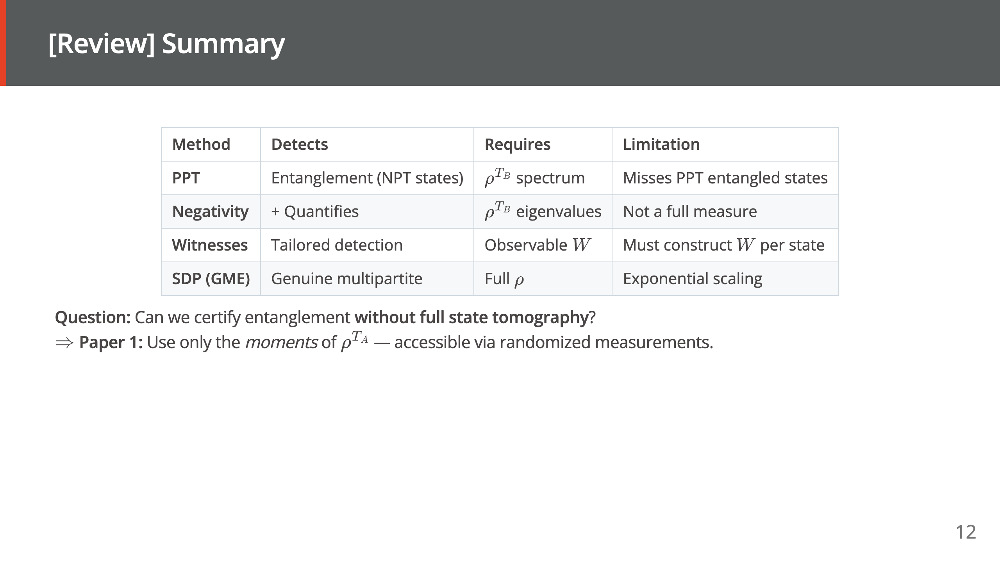 [Review] Summary
Method Detects Requires Limitation
PPT Entanglement (NPT states) $\rho^{T_B}$ spectrum Misses PPT entangled states
Negativity + Quantifies $\rho^{T_B}$ eigenvalues Not a full measure
Witnesses Tailored detection Observable $W$ Must construct $W$ per state
SDP (GME) Genuine multipartite Full $\rho$ Exponential scaling
Question: Can we certify entanglement without full state tomography?
⇒ Paper 1: Use only the moments of $\rho^{T_A}$ — accessible via randomized measurements.
12